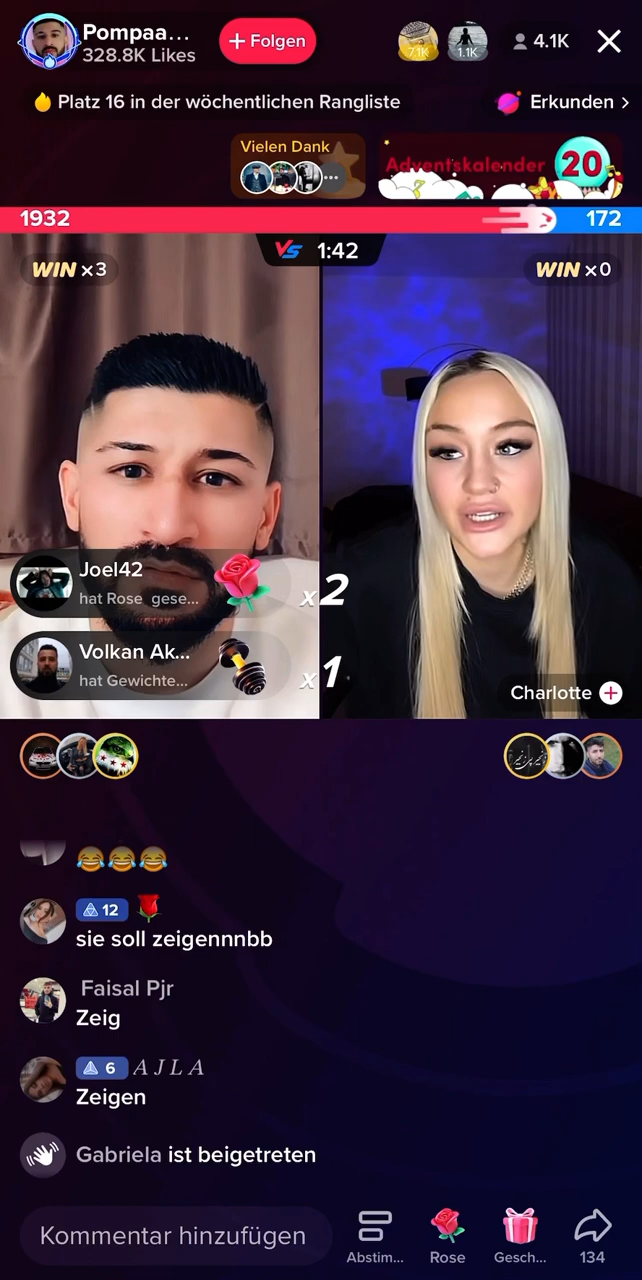 Pompaa...
328.8K Likes
+ Folgen
7.1K
1.1K
4.1K
Platz 16 in der wöchentlichen Rangliste
Erkunden >
Vielen Dank
Adventskalender 20
1932
172
VS 1:42
WIN x3
WIN x0
Joel42
hat Rose gese...
x2
Volkan Ak...
hat Gewichte...
x1
Charlotte
😂😂😂
12 🌹
sie soll zeigennnbb
Faisal Pjr
Zeig
6 A J L A
Zeigen
Gabriela ist beigetreten
Kommentar hinzufügen
Abstim...
Rose
Gesch...
134